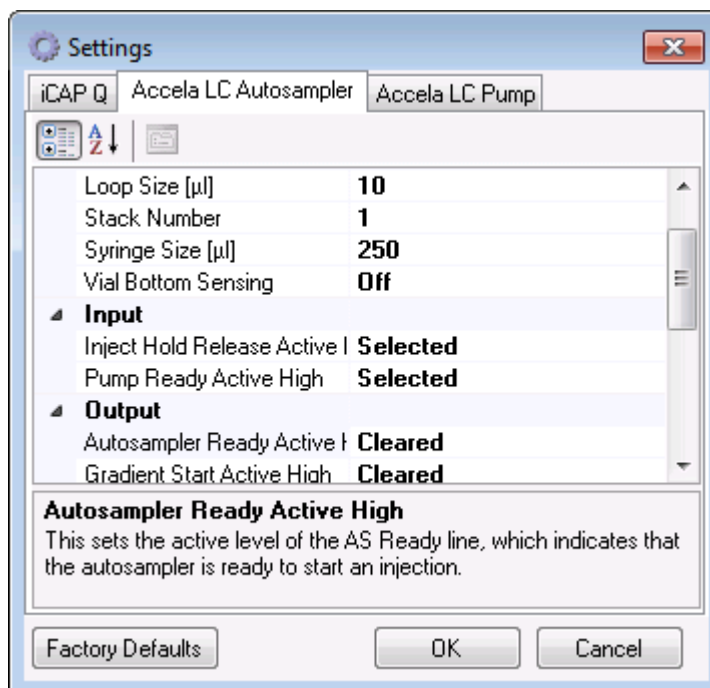 Settings
iCAP Q Accela LC Autosampler Accela LC Pump
A
Z
Loop Size [µl] 10
Stack Number 1
Syringe Size [µl] 250
Vial Bottom Sensing Off
Input
Inject Hold Release Active Selected
Pump Ready Active High Selected
Output
Autosampler Ready Active Cleared
Gradient Start Active High Cleared
Autosampler Ready Active High
This sets the active level of the AS Ready line, which indicates that
the autosampler is ready to start an injection.
Factory Defaults OK Cancel